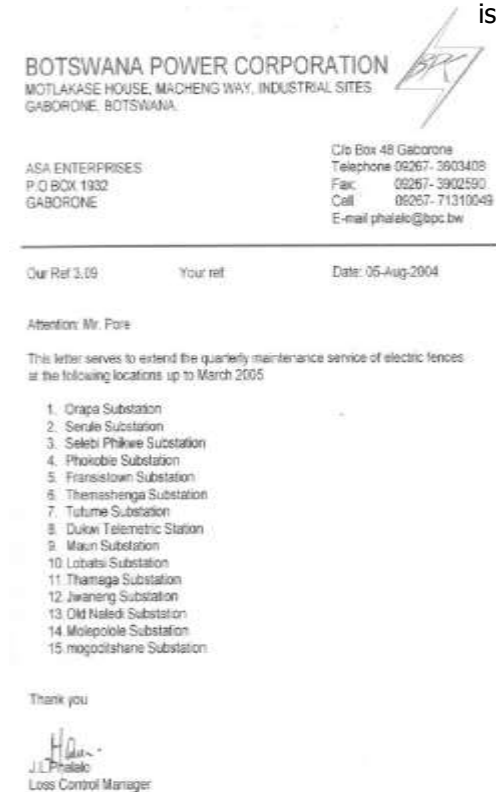 is
BPC
BOTSWANA POWER CORPORATION
MOTLAKASE HOUSE, MACHENG WAY, INDUSTRIAL SITES
GABORONE, BOTSWANA.
C/o Box 48 Gaborone
ASA ENTERPRISES
Telephone 09267- 3603408
P.O BOX 1932
Fax: 09267- 3902590
GABORONE
Cell 09267- 71310049
E-mail phalalo@bpc.bw
Our Ref 3.09 Your ref: Date: 05-Aug-2004
Attention: Mr. Pore
This letter serves to extend the quarterly maintenance service of electric fences
at the following locations up to March 2005
1. Orapa Substation
2. Serule Substation
3. Selebi Phikwe Substation
4. Phokobie Substation
5. Fransistown Substation
6. Themashenga Substation
7. Tutume Substation
8. Dukwi Telemetric Station
9. Maun Substation
10. Lobatsi Substation
11. Thamaga Substation
12. Jwaneng Substation
13. Old Naledi Substation
14. Molepolole Substation
15. mogoditshane Substation
Thank you
J.L Phalalo
Loss Control Manager